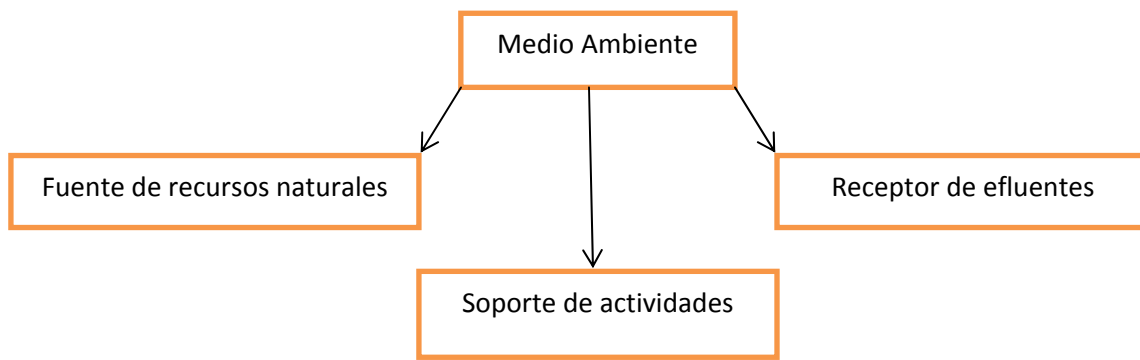 Medio Ambiente
Fuente de recursos naturales
Receptor de efluentes
Soporte de actividades